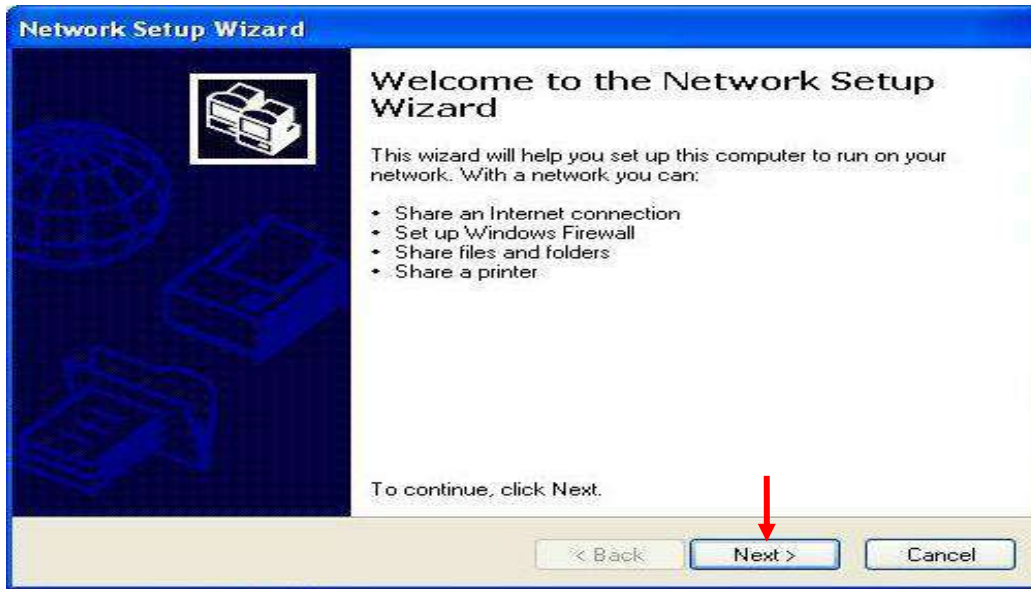 Network Setup Wizard
Welcome to the Network Setup
Wizard
This wizard will help you set up this computer to run on your
network. With a network you can:
• Share an Internet connection
• Set up Windows Firewall
• Share files and folders
• Share a printer
To continue, click Next.
< Back Next > Cancel